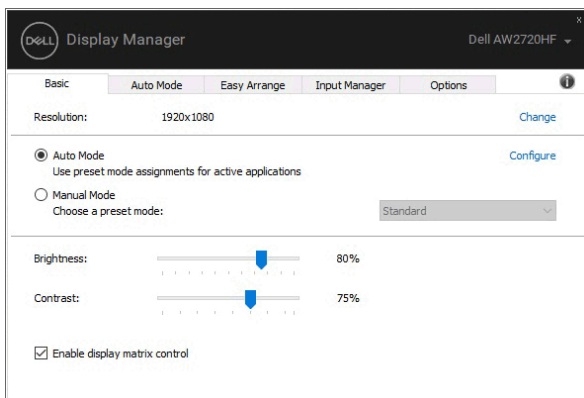 DELL Display Manager Dell AW2720HF
Basic Auto Mode Easy Arrange Input Manager Options
Resolution: 1920x1080 Change
Auto Mode Configure
Use preset mode assignments for active applications
Manual Mode
Choose a preset mode: Standard
Brightness: 80%
Contrast: 75%
Enable display matrix control